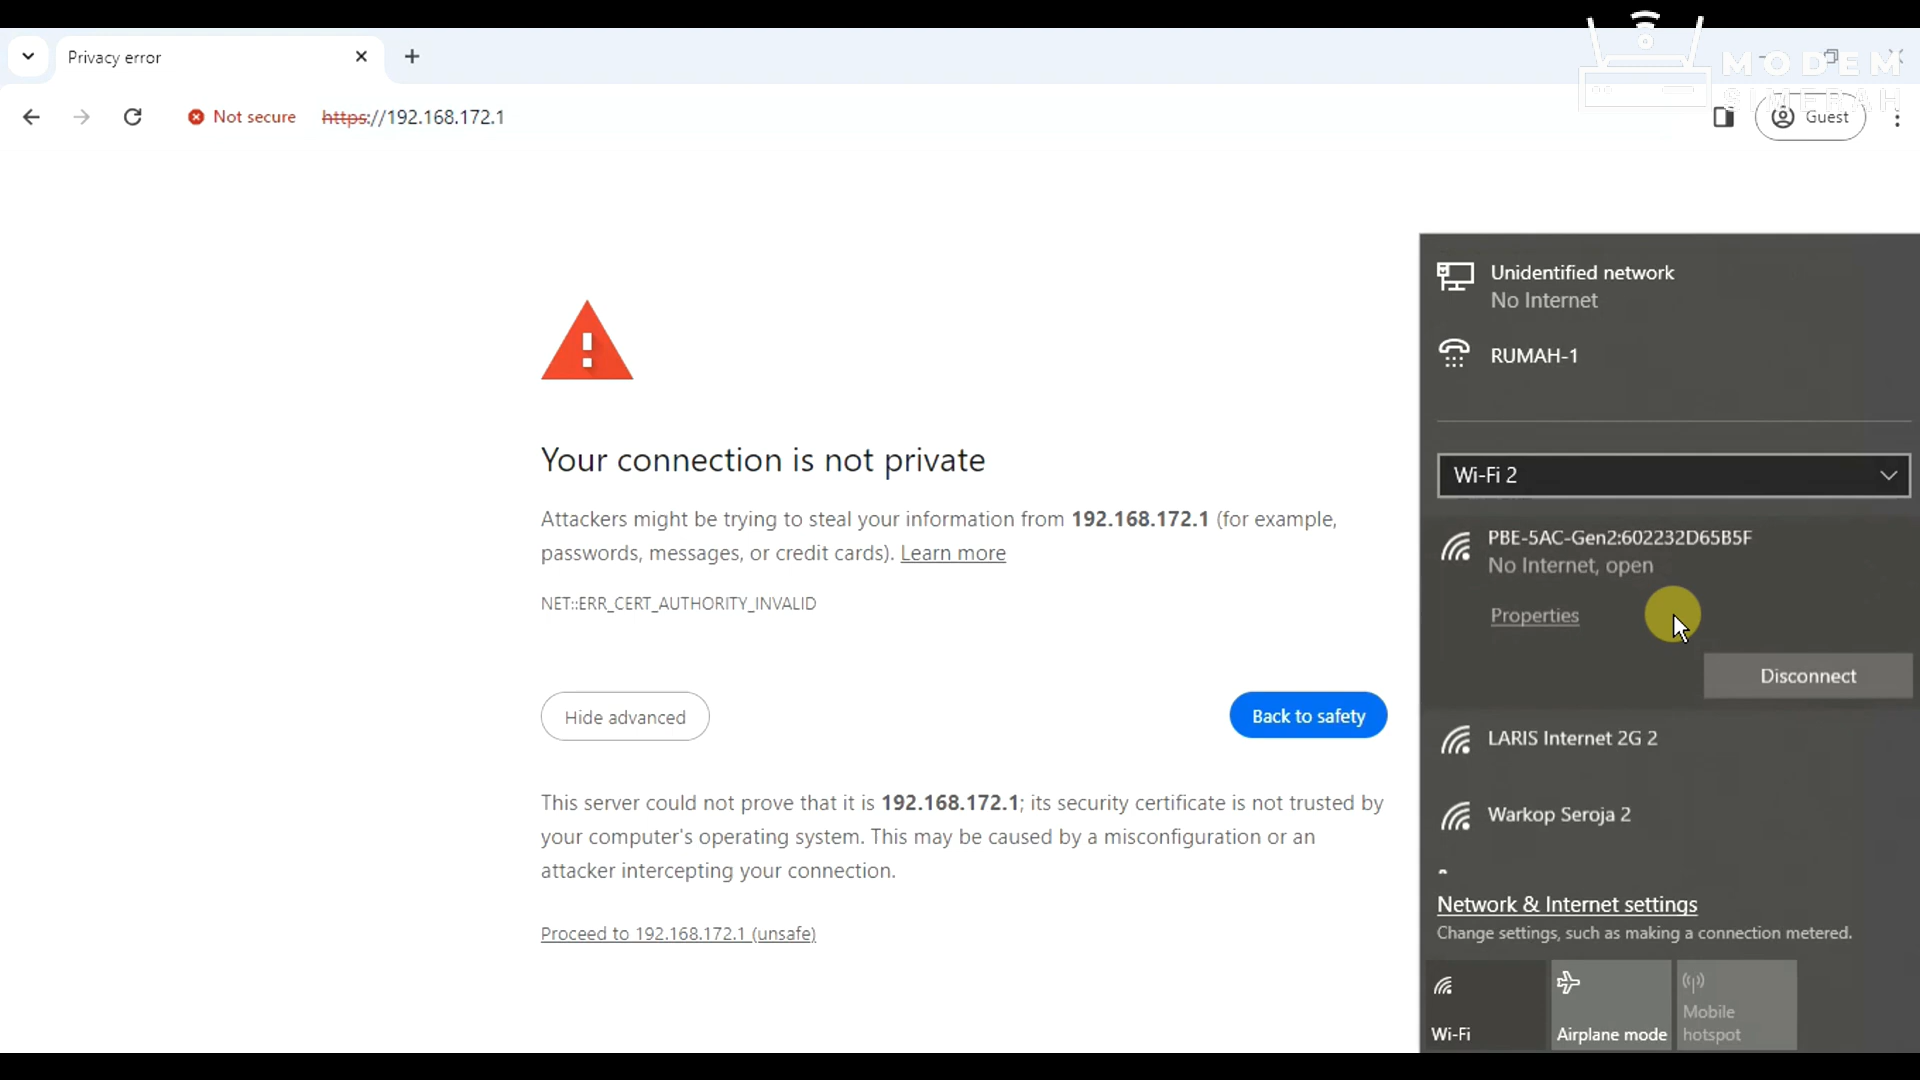 Privacy error
MODEM
SIMERAH
Not secure
https://192.168.172.1
Guest
Your connection is not private
Attackers might be trying to steal your information from 192.168.172.1 (for example,
passwords, messages, or credit cards). Learn more
NET::ERR_CERT_AUTHORITY_INVALID
Hide advanced
Back to safety
This server could not prove that it is 192.168.172.1; its security certificate is not trusted by
your computer's operating system. This may be caused by a misconfiguration or an
attacker intercepting your connection.
Proceed to 192.168.172.1 (unsafe)
Unidentified network
No Internet
RUMAH-1
Wi-Fi 2
PBE-5AC-Gen2:602232D65B5F
No Internet, open
Properties
Disconnect
LARIS Internet 2G 2
Warkop Seroja 2
Network & Internet settings
Change settings, such as making a connection metered.
Wi-Fi
Airplane mode
Mobile
hotspot